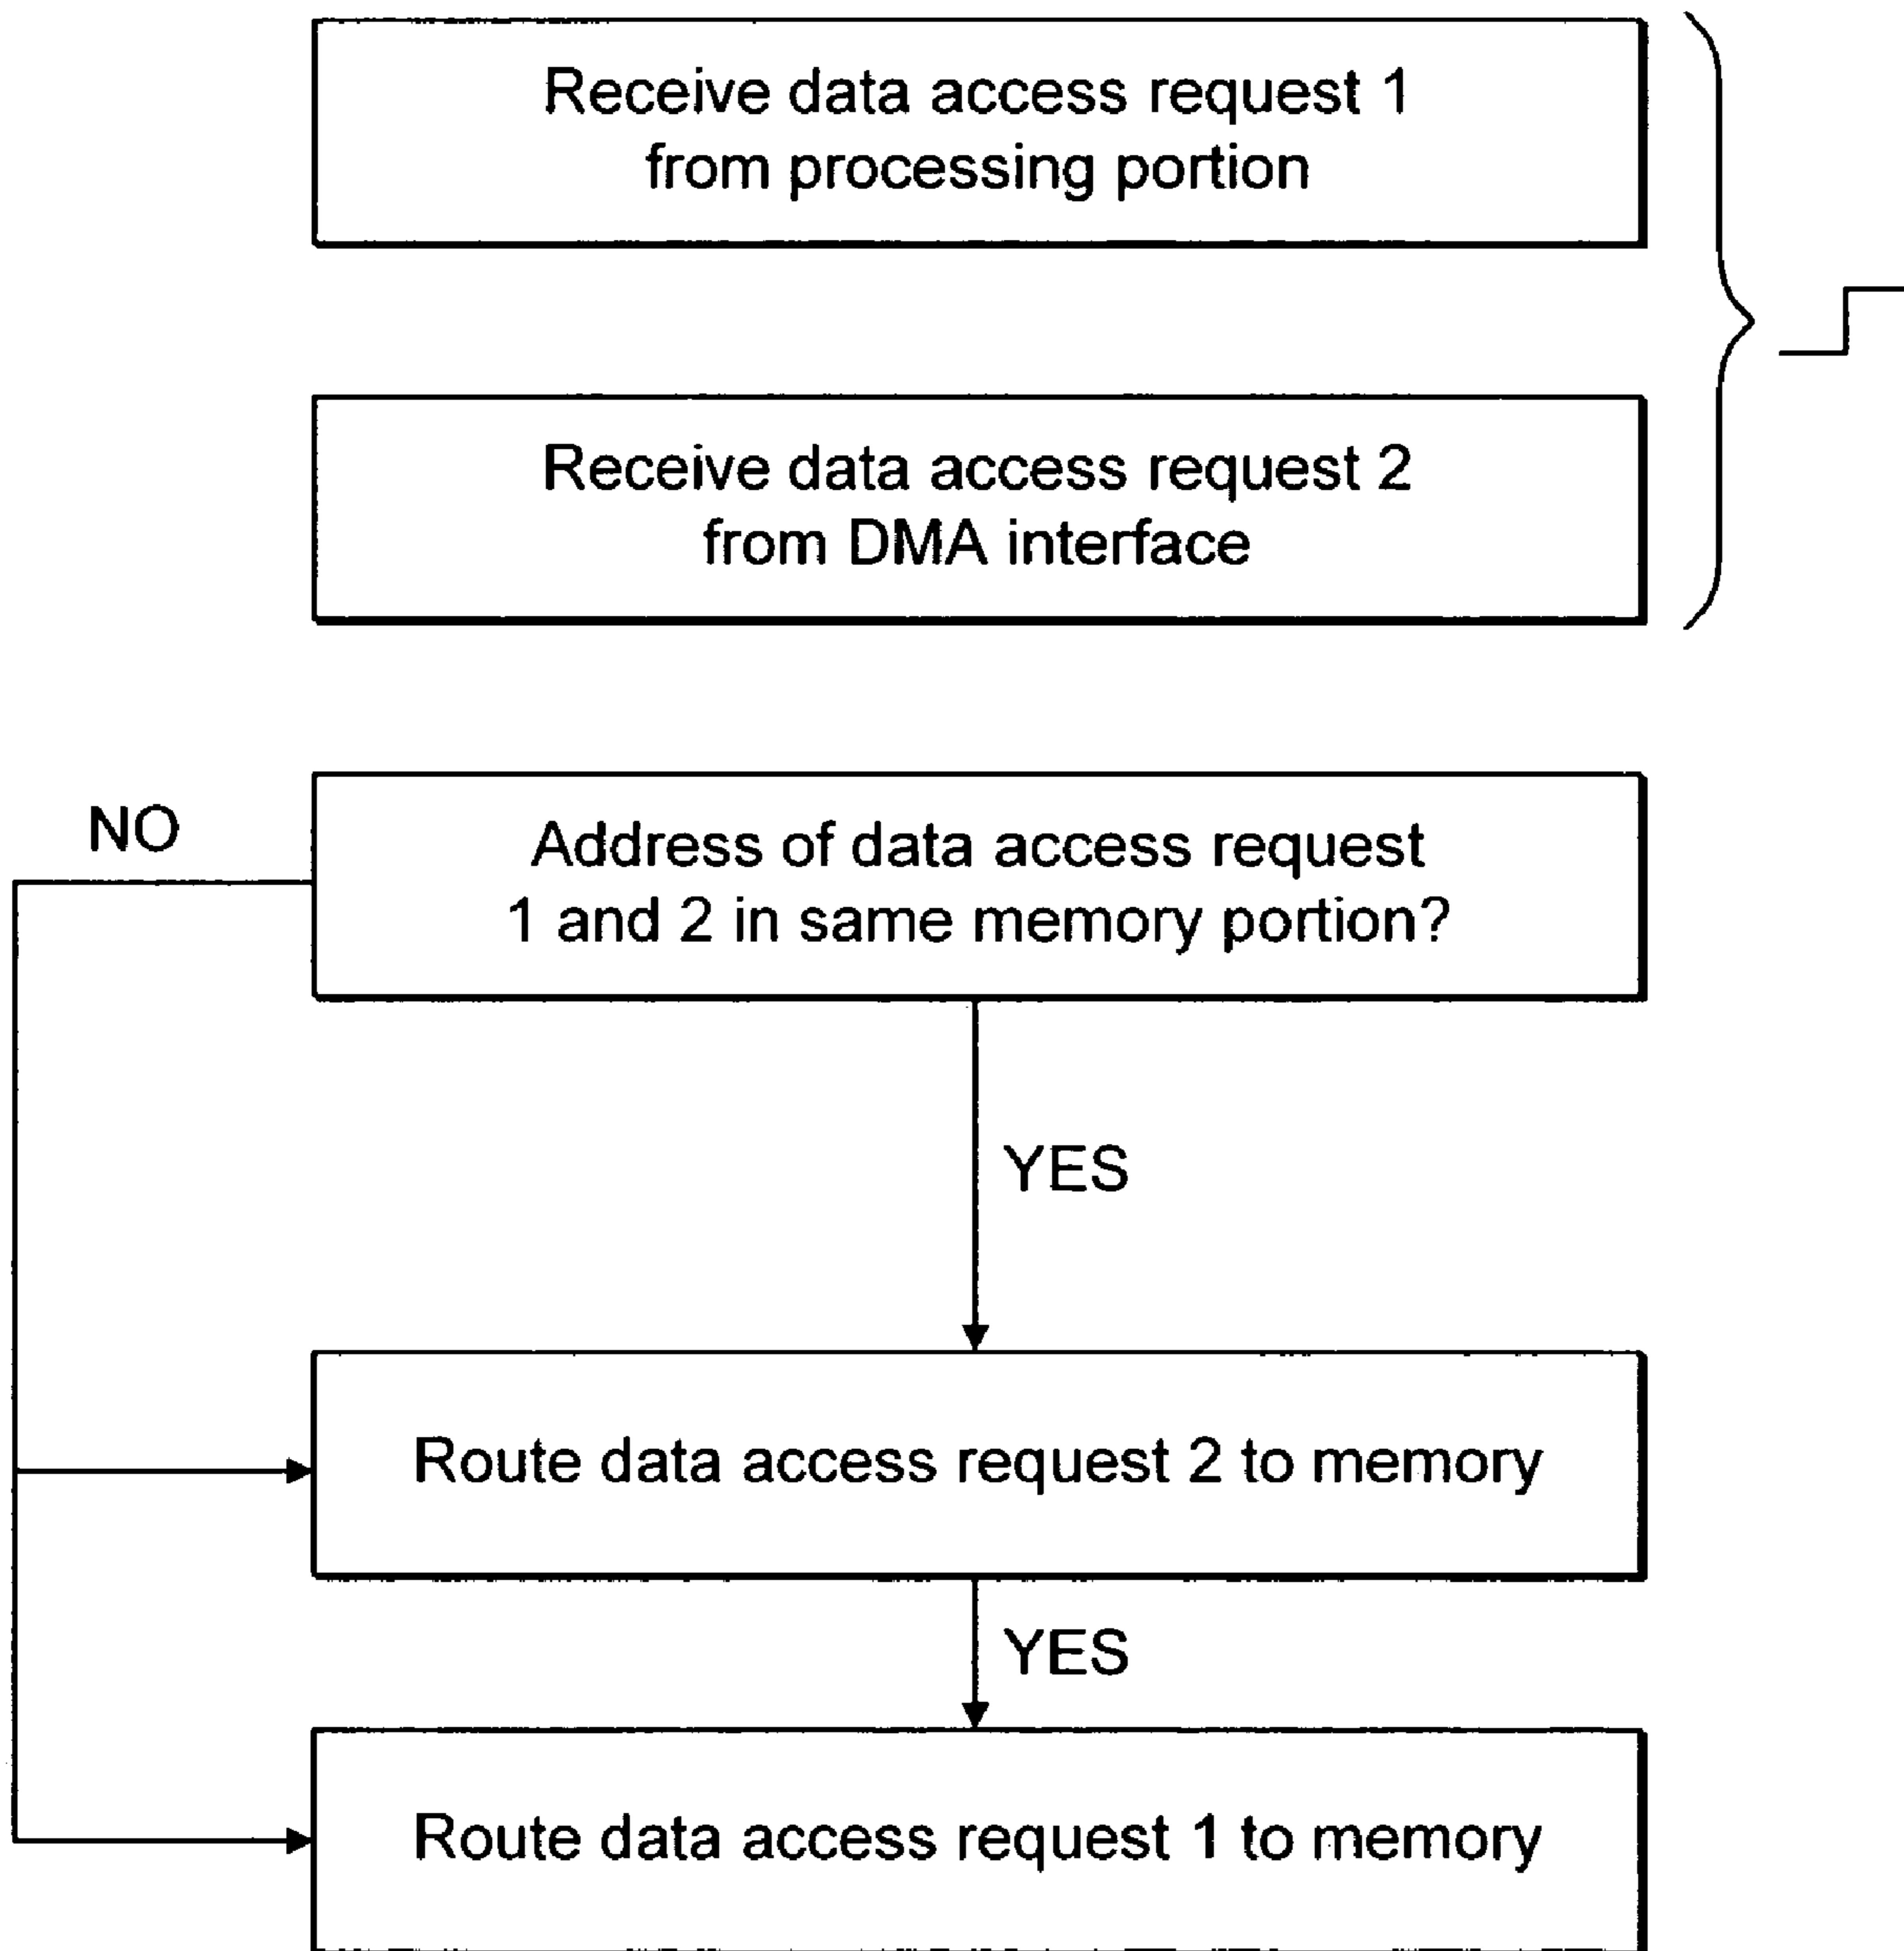 Receive data access request 1
from processing portion
Receive data access request 2
from DMA interface
NO
Address of data access request
1 and 2 in same memory portion?
YES
Route data access request 2 to memory
YES
Route data access request 1 to memory